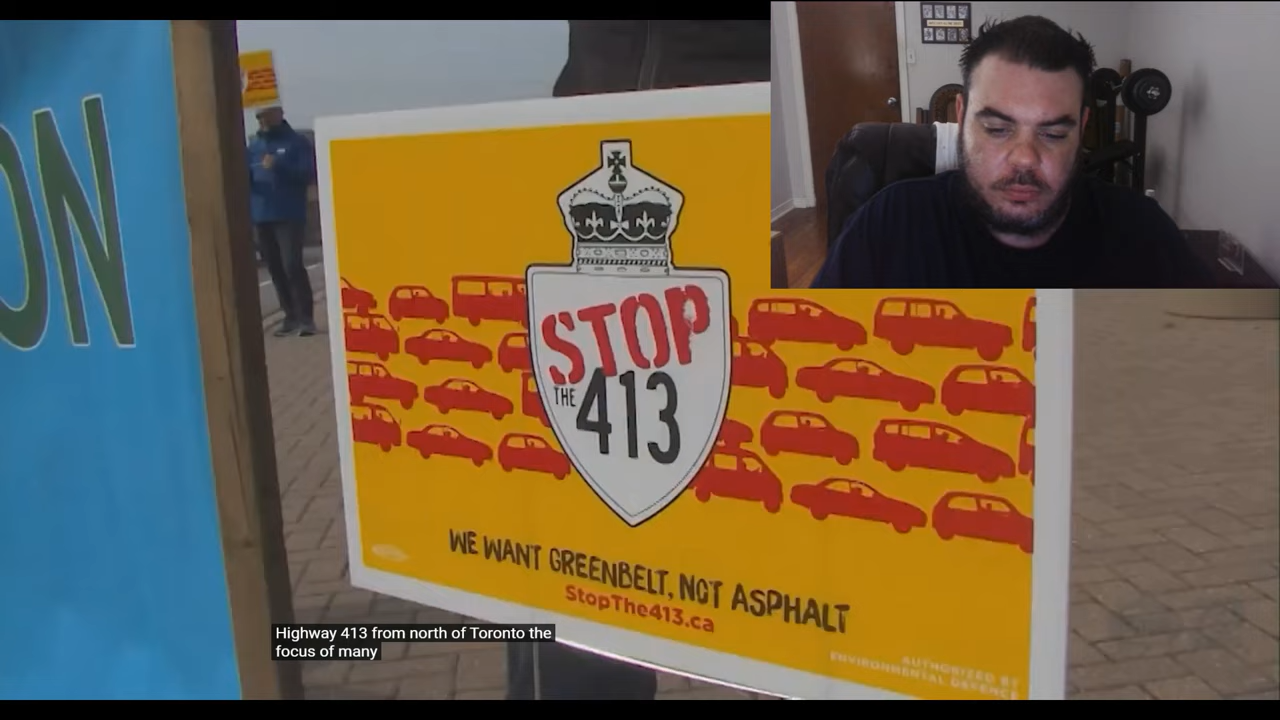 ON
STOP
THE 413
WE WANT GREENBELT, NOT ASPHALT
StopThe413.ca
AUTHORIZED BY
ENVIRONMENTAL DEFENCE
Highway 413 from north of Toronto the
focus of many